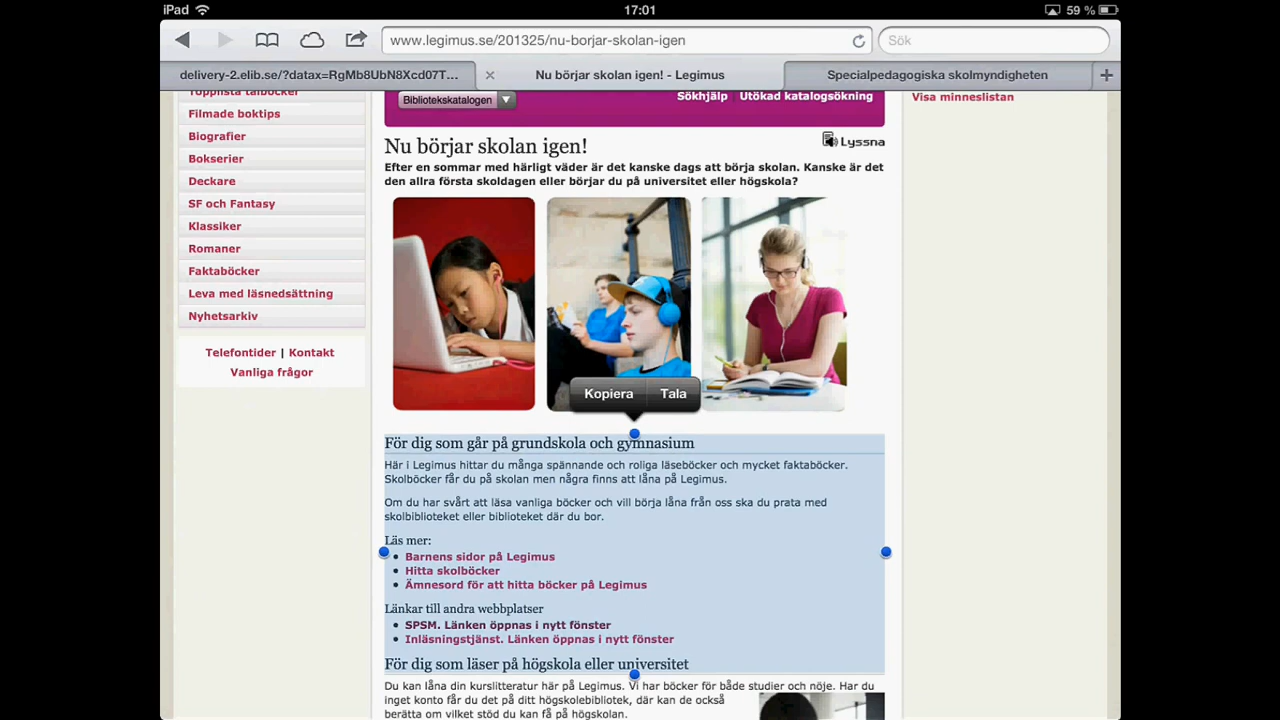 iPad 17:01 59 %
www.legimus.se/201325/nu-borjar-skolan-igen Sök
delivery-2.elib.se/?datax=RgMb8UbN8Xcd07T... Nu börjar skolan igen! - Legimus Specialpedagogiska skolmyndigheten
Topplista talböcker
Filmade boktips
Biografier
Bokserier
Deckare
SF och Fantasy
Klassiker
Romaner
Faktaböcker
Leva med läsnedsättning
Nyhetsarkiv
Telefontider | Kontakt
Vanliga frågor
Bibliotekskatalogen Sökhjälp | Utökad katalogsökning
Visa minneslistan
Nu börjar skolan igen!
Lyssna
Efter en sommar med härligt väder är det kanske dags att börja skolan. Kanske är det
den allra första skoldagen eller börjar du på universitet eller högskola?
Kopiera Tala
För dig som går på grundskola och gymnasium
Här i Legimus hittar du många spännande och roliga läseböcker och mycket faktaböcker.
Skolböcker får du på skolan men några finns att låna på Legimus.
Om du har svårt att läsa vanliga böcker och vill börja låna från oss ska du prata med
skolbiblioteket eller biblioteket där du bor.
Läs mer:
Barnens sidor på Legimus
Hitta skolböcker
Ämnesord för att hitta böcker på Legimus
Länkar till andra webbplatser
SPSM. Länken öppnas i nytt fönster
Inläsningstjänst. Länken öppnas i nytt fönster
För dig som läser på högskola eller universitet
Du kan låna din kurslitteratur här på Legimus. Vi har böcker för både studier och nöje. Har du
inget konto får du det på ditt högskolebibliotek, där kan de också
berätta om vilket stöd du kan få på högskolan.